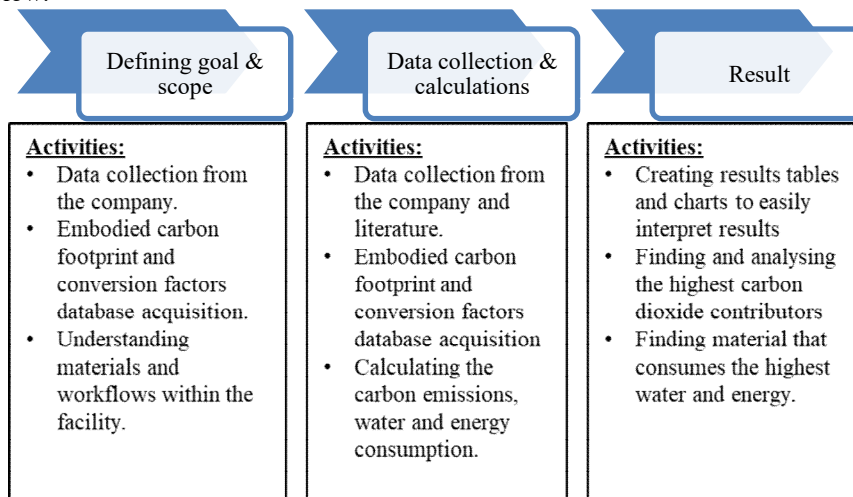 Defining goal &
scope
Data collection &
calculations
Result
Activities:
• Data collection from
the company.
• Embodied carbon
footprint and
conversion factors
database acquisition.
• Understanding
materials and
workflows within the
facility.
Activities:
• Data collection from
the company and
literature.
• Embodied carbon
footprint and
conversion factors
database acquisition
• Calculating the
carbon emissions,
water and energy
consumption.
Activities:
• Creating results tables
and charts to easily
interpret results
• Finding and analysing
the highest carbon
dioxide contributors
• Finding material that
consumes the highest
water and energy.